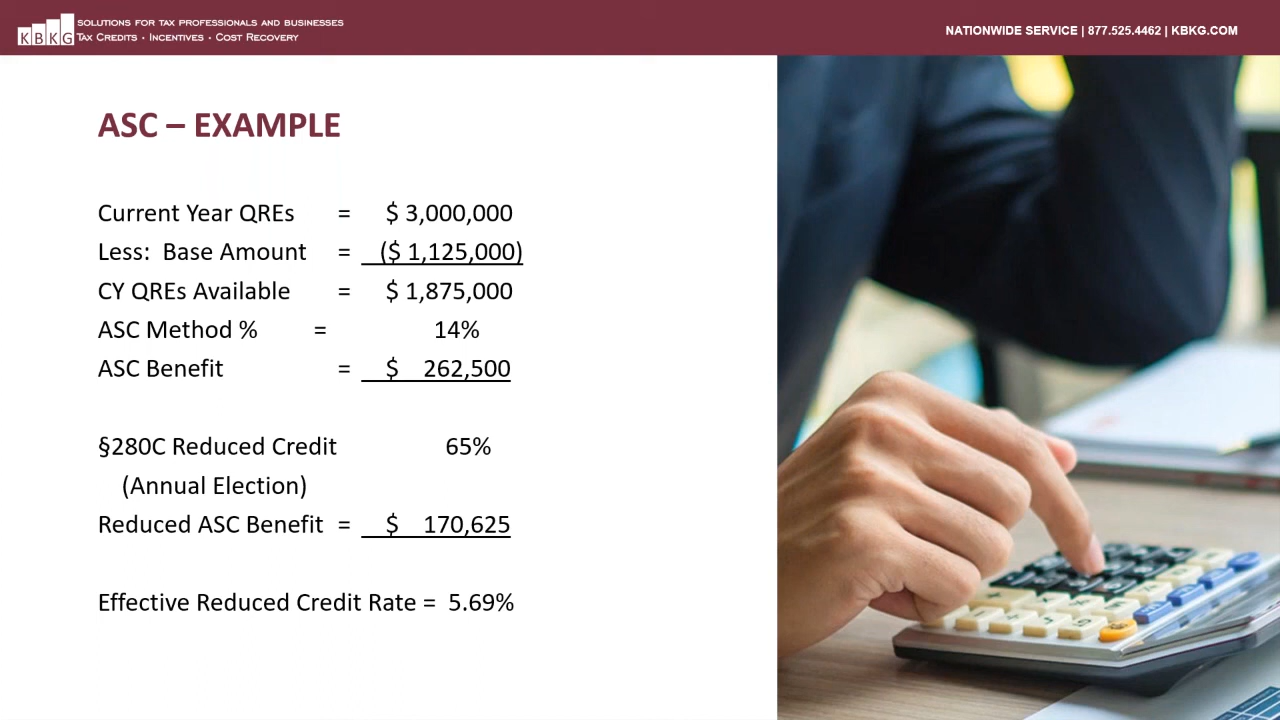 KBKG
SOLUTIONS FOR TAX PROFESSIONALS AND BUSINESSES
TAX CREDITS · INCENTIVES · COST RECOVERY
NATIONWIDE SERVICE | 877.525.4462 | KBKG.COM
ASC – EXAMPLE
Current Year QREs = $ 3,000,000
Less: Base Amount = ($ 1,125,000)
CY QREs Available = $ 1,875,000
ASC Method % = 14%
ASC Benefit = $ 262,500
§280C Reduced Credit 65%
(Annual Election)
Reduced ASC Benefit = $ 170,625
Effective Reduced Credit Rate = 5.69%